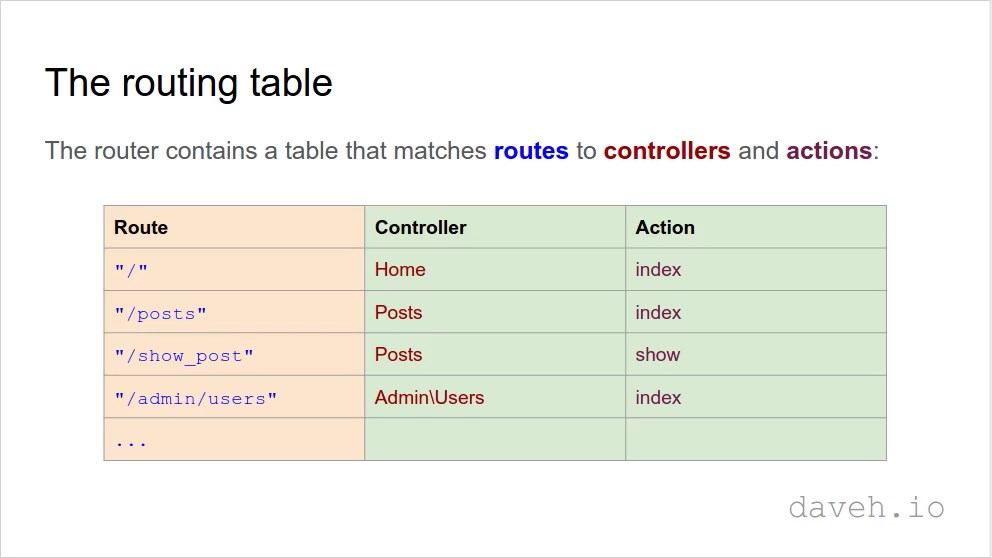 The routing table
The router contains a table that matches routes to controllers and actions:
Route Controller Action
"/" Home index
"/posts" Posts index
"/show_post" Posts show
"/admin/users" Admin\Users index
...
daveh.io